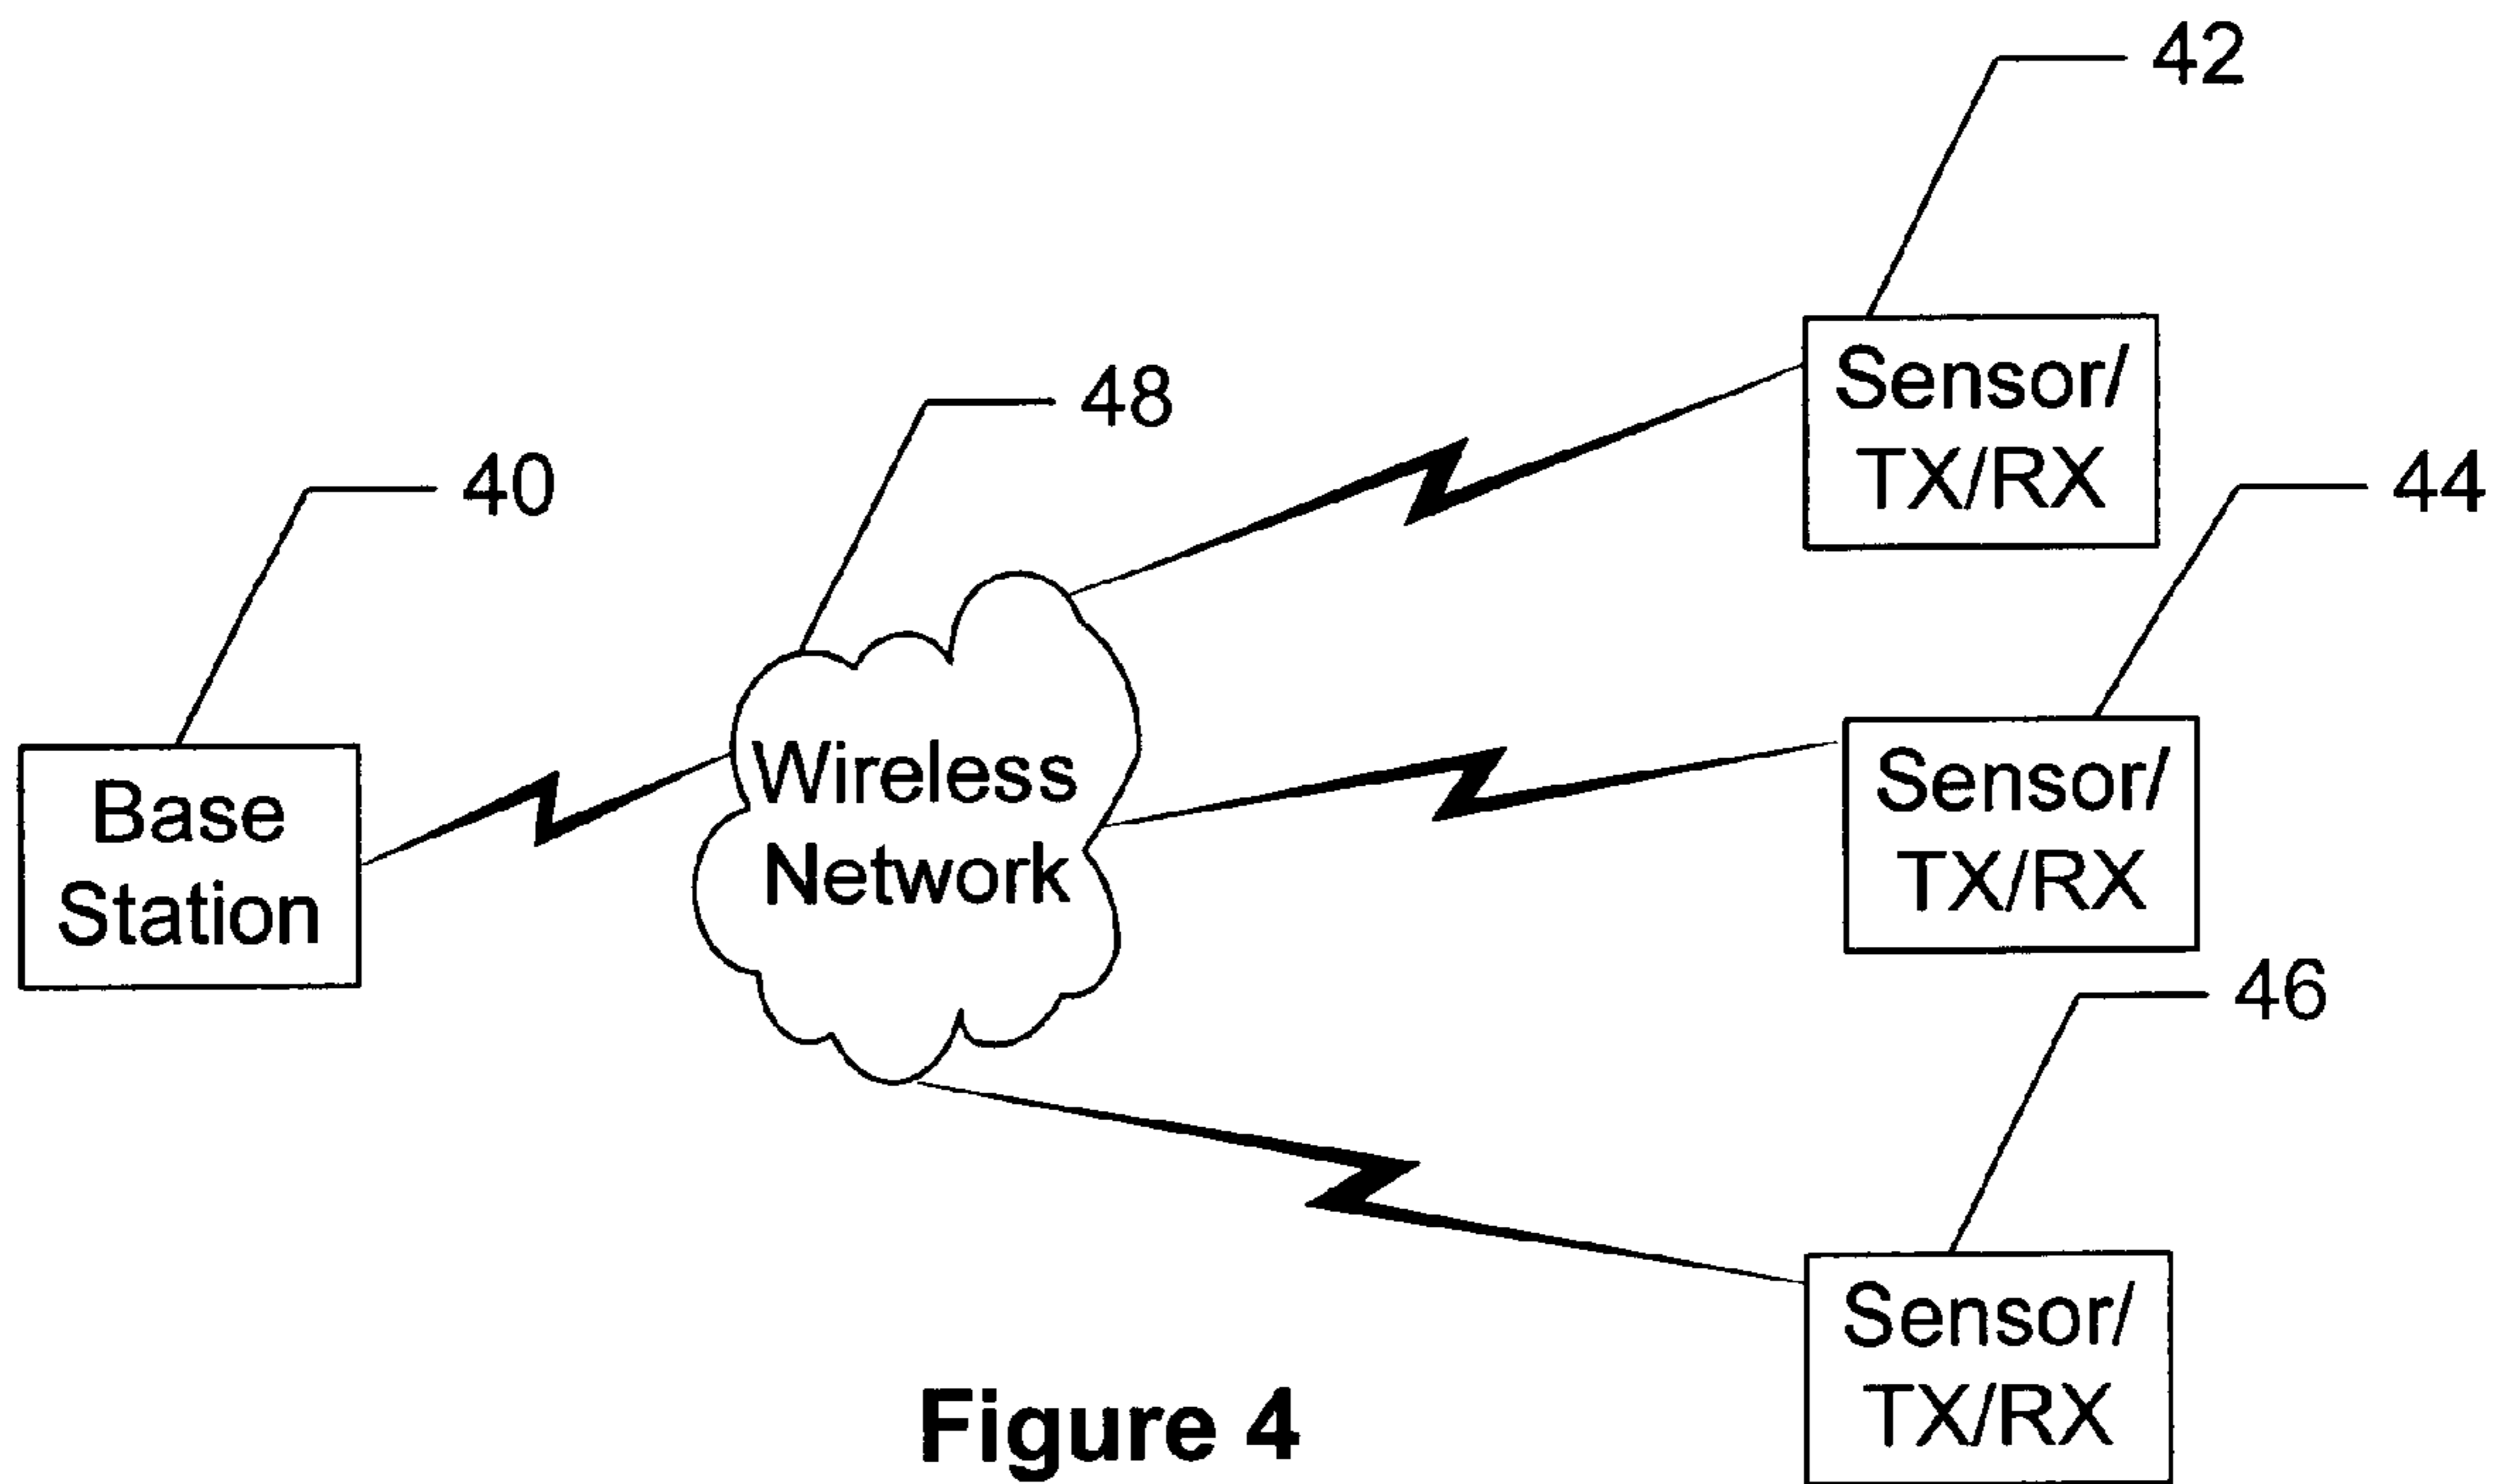 42
Sensor/
TX/RX
48
40
44
Wireless
Network
Sensor/
TX/RX
Base
Station
46
Sensor/
TX/RX
Figure 4